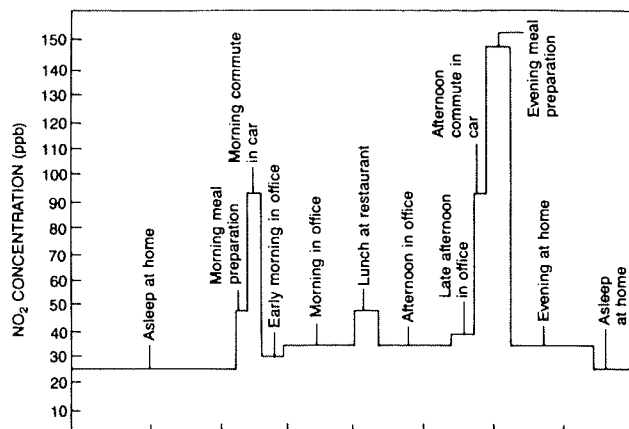 NO2 CONCENTRATION (ppb)
150
140
130
120
100
90
80
70
60
50
40
30
20
10
Asleep at home
Morning meal
preparation
Morning commute
in car
Early morning in office
Morning in office
Lunch at restaurant
Afternoon in office
Late afternoon
in office
Afternoon
commute in
car
Evening meal
preparation
Evening at home
Asleep
at home